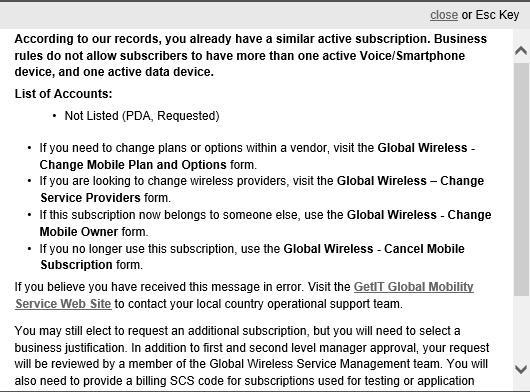 close or Esc Key
According to our records, you already have a similar active subscription. Business
rules do not allow subscribers to have more than one active Voice/Smartphone
device, and one active data device.
List of Accounts:
• Not Listed (PDA, Requested)
• If you need to change plans or options within a vendor, visit the Global Wireless -
Change Mobile Plan and Options form.
• If you are looking to change wireless providers, visit the Global Wireless – Change
Service Providers form.
• If this subscription now belongs to someone else, use the Global Wireless - Change
Mobile Owner form.
• If you no longer use this subscription, use the Global Wireless - Cancel Mobile
Subscription form.
If you believe you have received this message in error. Visit the GetIT Global Mobility
Service Web Site to contact your local country operational support team.
You may still elect to request an additional subscription, but you will need to select a
business justification. In addition to first and second level manager approval, your request
will be reviewed by a member of the Global Wireless Service Management team. You will
also need to provide a billing SCS code for subscriptions used for testing or application